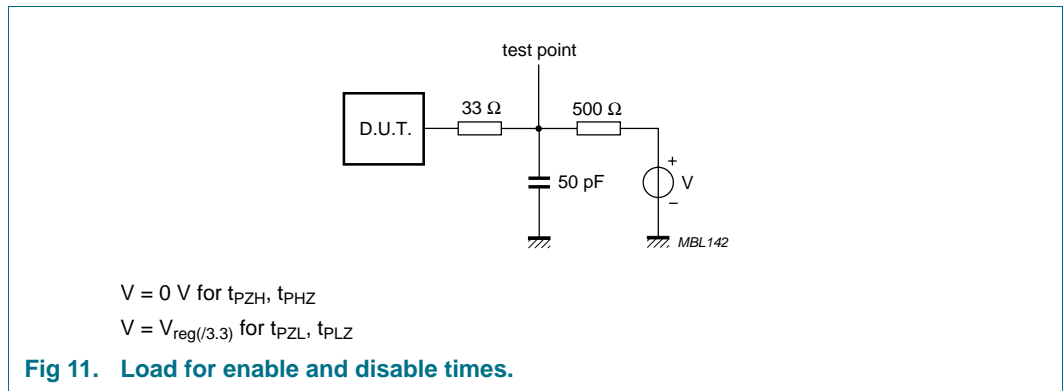 test point
33 Ω
500 Ω
D.U.T.
+
50 pF
V
−
MBL142
V = 0 V for tPZH, tPHZ
V = Vreg(/3.3) for tPZL, tPLZ
Fig 11. Load for enable and disable times.